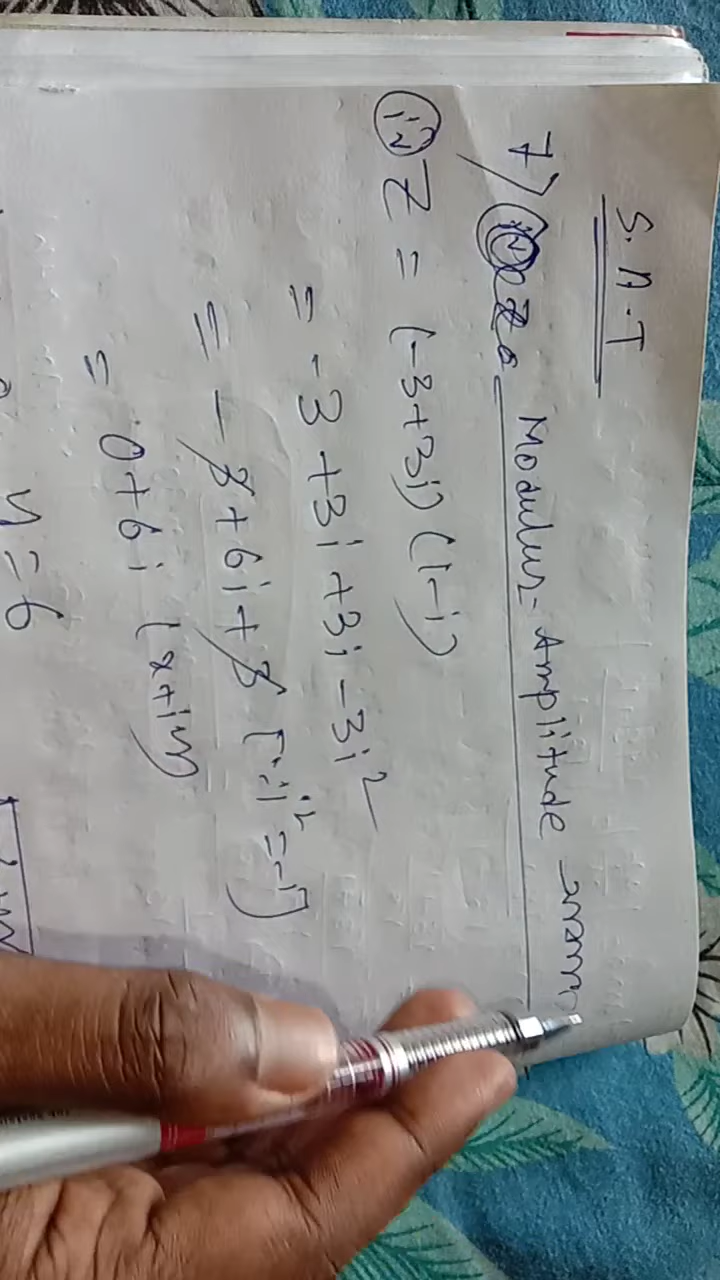 S.A.T
7) Modulus - Amplitude
iv) Z = (-3+3i) (1-i)
= -3 +3i +3i -3i²
= -3+6i+3 [∵ i² = -1]
= 0+6i (x+iy)
y=6